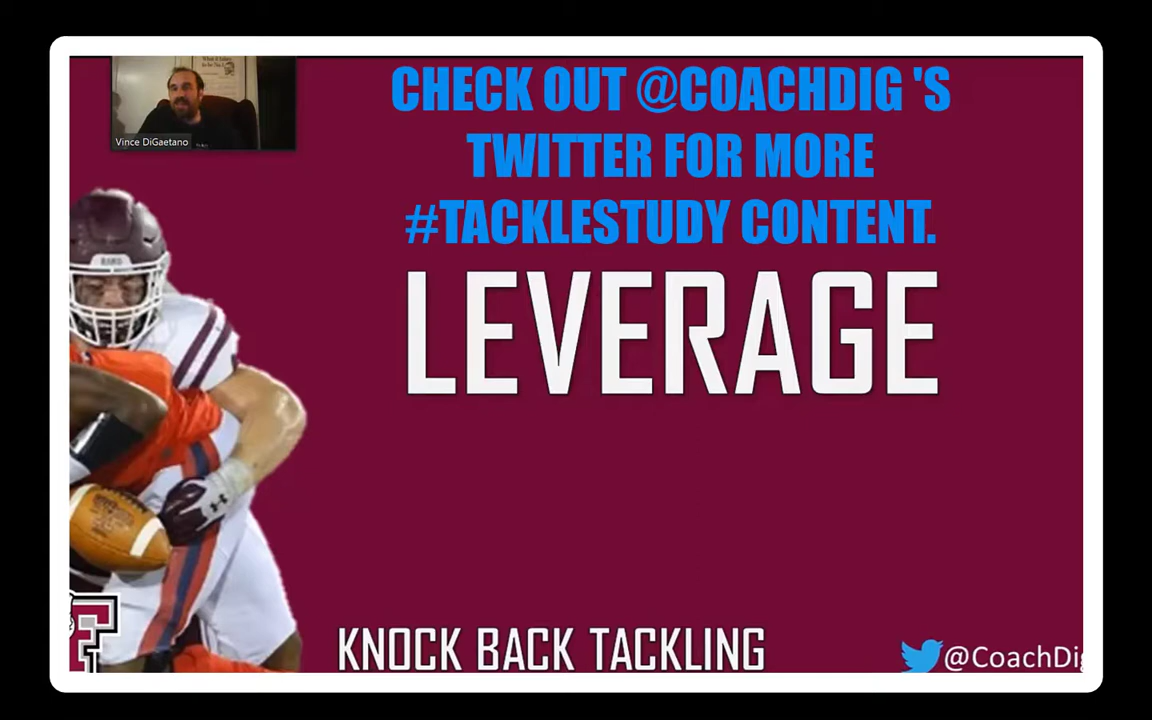 CHECK OUT @COACHDIG 'S
TWITTER FOR MORE
#TACKLESTUDY CONTENT.
Vince DiGaetano
LEVERAGE
KNOCK BACK TACKLING
@CoachDig